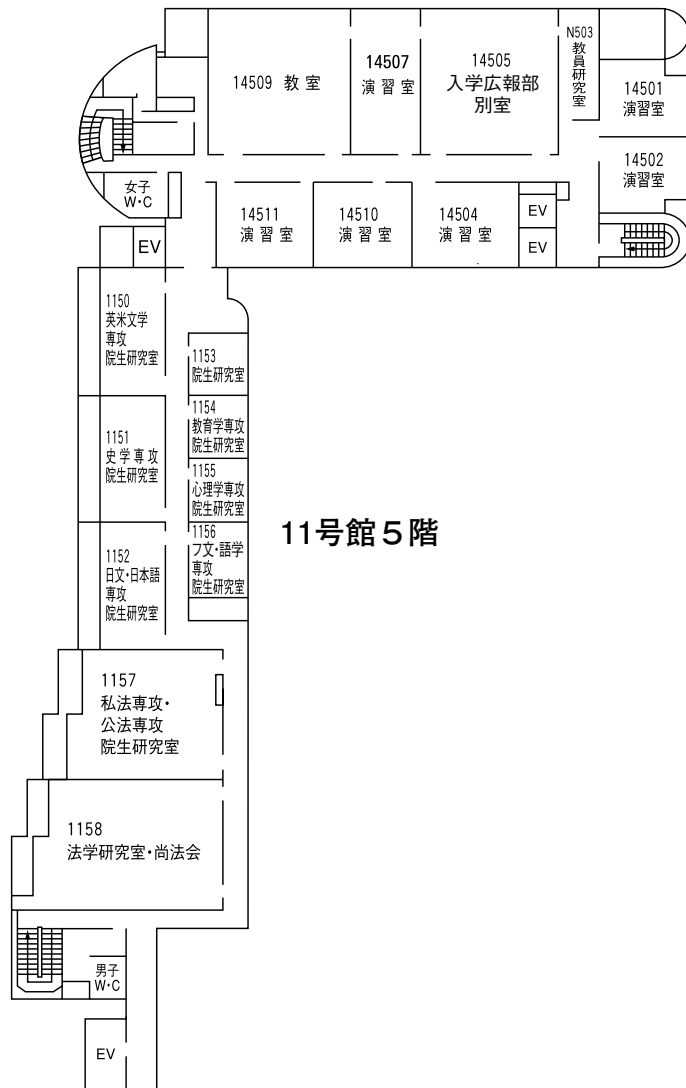 N503
教員研究室
14509 教室
14507
演習室
14505
入学広報部
別室
14501
演習室
14502
演習室
女子
W・C
14511
演習室
14510
演習室
14504
演習室
EV
EV
EV
1150
英米文学
専攻
院生研究室
1153
院生研究室
1154
教育学専攻
院生研究室
1151
史学専攻
院生研究室
1155
心理学専攻
院生研究室
11号館5階
1156
フ文・語学
専攻
院生研究室
1152
日文・日本語
専攻
院生研究室
1157
私法専攻・
公法専攻
院生研究室
1158
法学研究室・尚法会
男子
W・C
EV